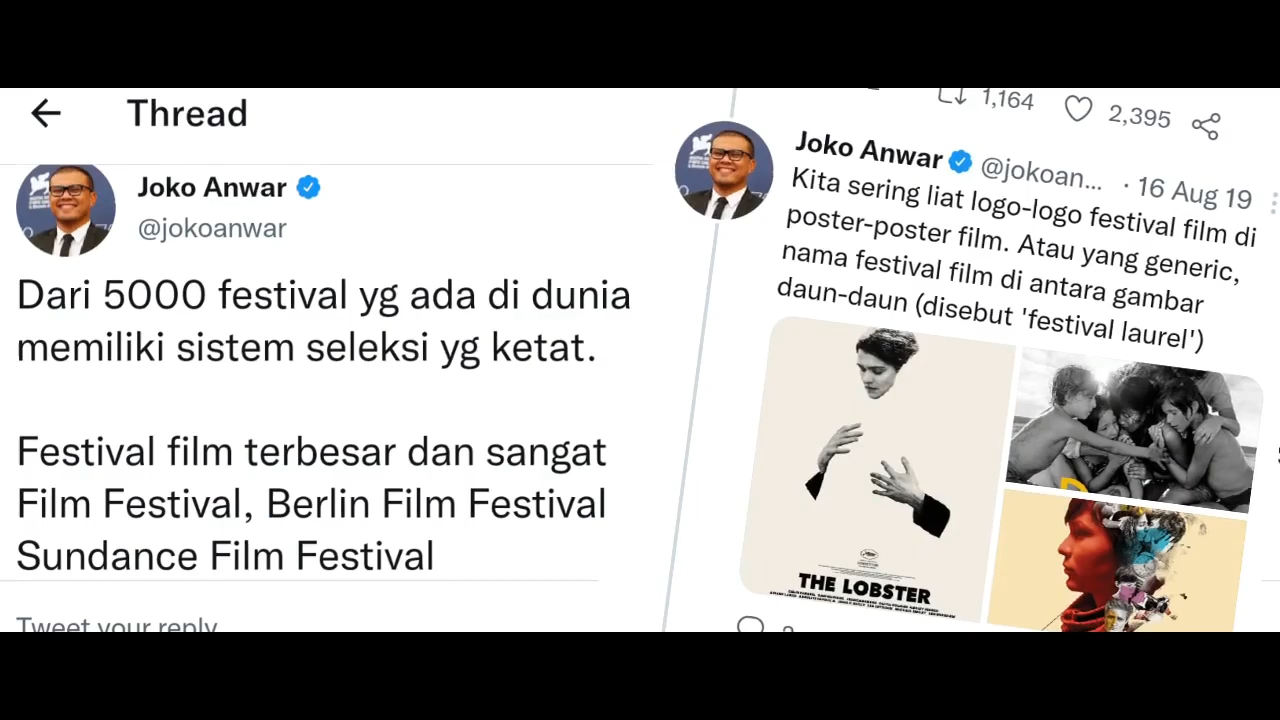 Thread
Joko Anwar
@jokoanwar
Dari 5000 festival yg ada di dunia
memiliki sistem seleksi yg ketat.
Festival film terbesar dan sangat
Film Festival, Berlin Film Festival
Sundance Film Festival
Tweet your reply
1,164 2,395
Joko Anwar @jokoan... · 16 Aug 19
Kita sering liat logo-logo festival film di
poster-poster film. Atau yang generic,
nama festival film di antara gambar
daun-daun (disebut 'festival laurel')
THE LOBSTER